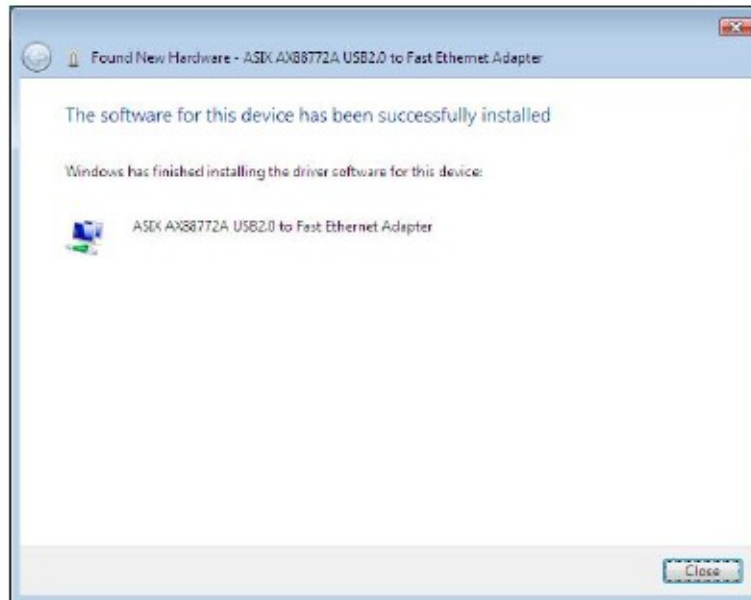 Found New Hardware - ASIX AX88772A USB2.0 to Fast Ethernet Adapter
The software for this device has been successfully installed
Windows has finished installing the driver software for this device:
ASIX AX88772A USB2.0 to Fast Ethernet Adapter
Close